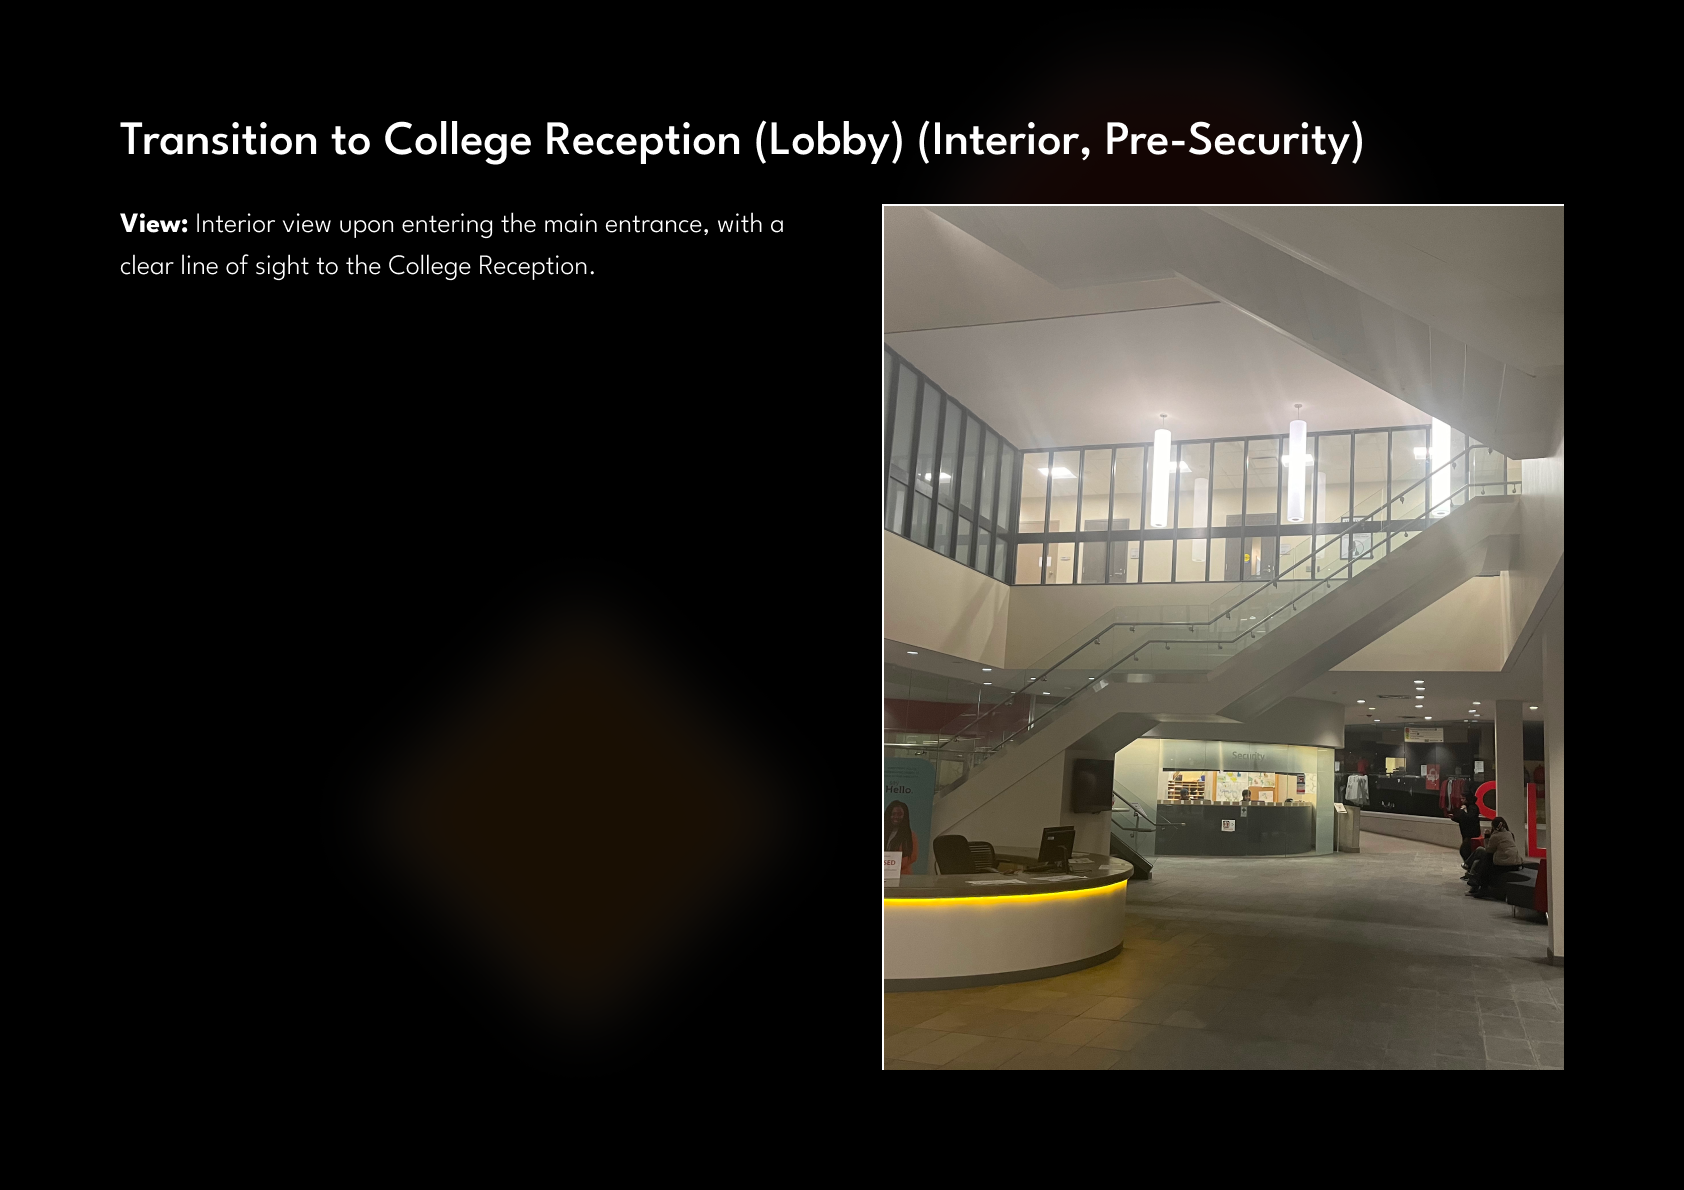 Transition to College Reception (Lobby) (Interior, Pre-Security)
View: Interior view upon entering the main entrance, with a
clear line of sight to the College Reception.
Security
Hello